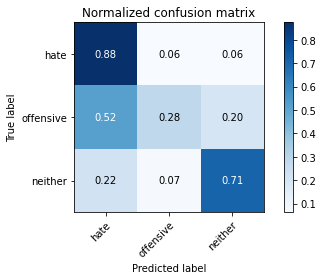 Normalized confusion matrix
True label
hate 0.88 0.06 0.06
offensive 0.52 0.28 0.20
neither 0.22 0.07 0.71
hate offensive neither
Predicted label
0.8
0.7
0.6
0.5
0.4
0.3
0.2
0.1